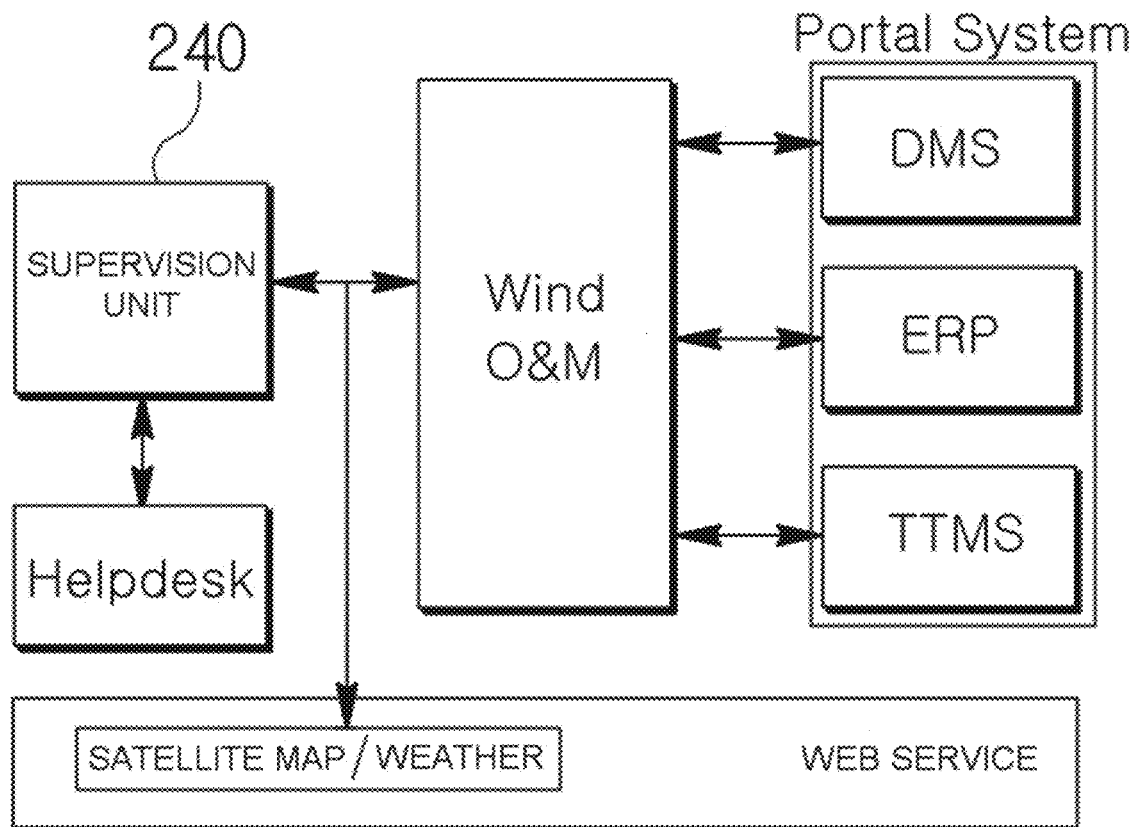 240
Portal System
SUPERVISION
UNIT
Wind
O&M
DMS
ERP
TTMS
Helpdesk
SATELLITE MAP / WEATHER
WEB SERVICE